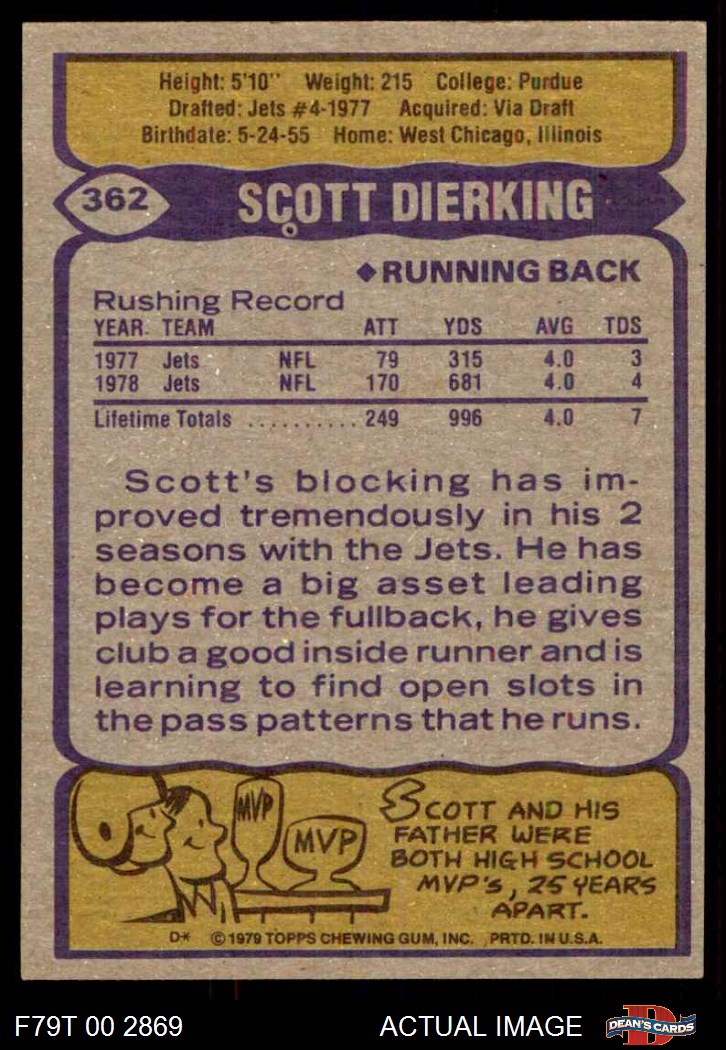 Height: 5'10" Weight: 215 College: Purdue
Drafted: Jets #4-1977 Acquired: Via Draft
Birthdate: 5-24-55 Home: West Chicago, Illinois
362 SCOTT DIERKING
◆RUNNING BACK
Rushing Record
YEAR TEAM ATT YDS AVG TDS
1977 Jets NFL 79 315 4.0 3
1978 Jets NFL 170 681 4.0 4
Lifetime Totals .......... 249 996 4.0 7
Scott's blocking has im-
proved tremendously in his 2
seasons with the Jets. He has
become a big asset leading
plays for the fullback, he gives
club a good inside runner and is
learning to find open slots in
the pass patterns that he runs.
MVP
MVP
SCOTT AND HIS
FATHER WERE
BOTH HIGH SCHOOL
MVP'S, 25 YEARS
APART.
D* © 1979 TOPPS CHEWING GUM, INC. PRTD. IN U.S.A.
F79T 00 2869 ACTUAL IMAGE
D
DEAN'S CARDS